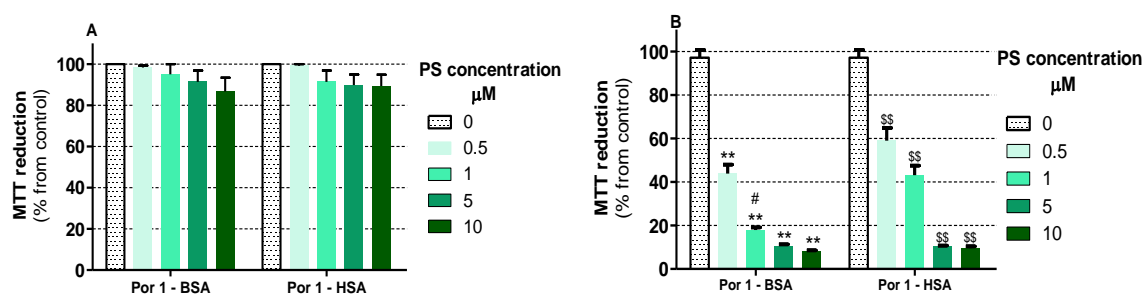 A
MTT reduction
(% from control)
100
80
60
40
20
0
Por 1 - BSA
Por 1 - HSA
PS concentration
μM
0
0.5
1
5
10
B
MTT reduction
(% from control)
100
80
60
40
20
0
**
#
**
**
**
$$
$$
$$
$$
Por 1 - BSA
Por 1 - HSA
PS concentration
μM
0
0.5
1
5
10